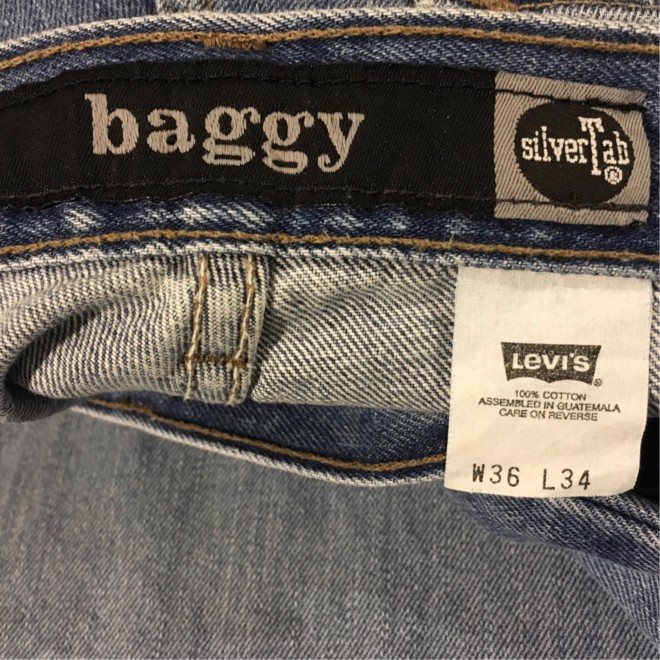 baggy
silverTab®
Levi's®
100% COTTON
ASSEMBLED IN GUATEMALA
CARE ON REVERSE
W36 L34